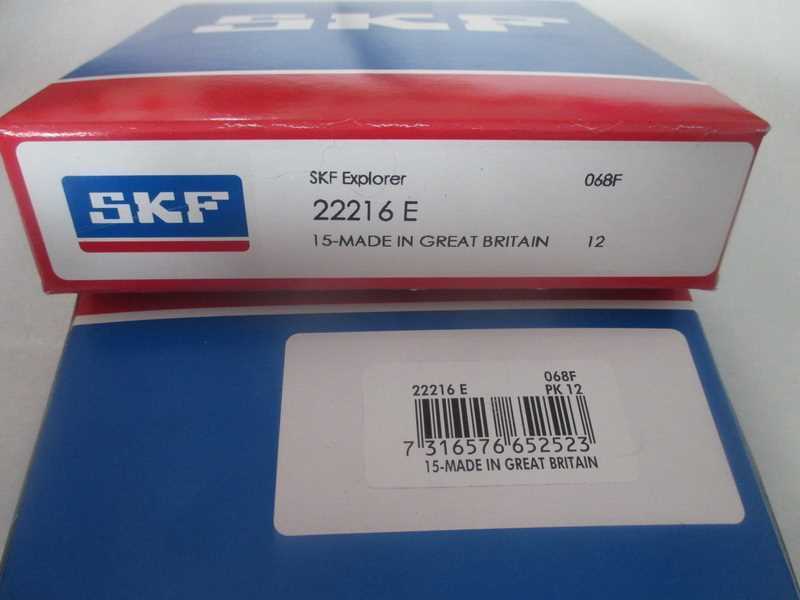 SKF
SKF
SKF Explorer 068F
22216 E
15-MADE IN GREAT BRITAIN 12
22216 E 068F
PK 12
7 316576 652523
15-MADE IN GREAT BRITAIN